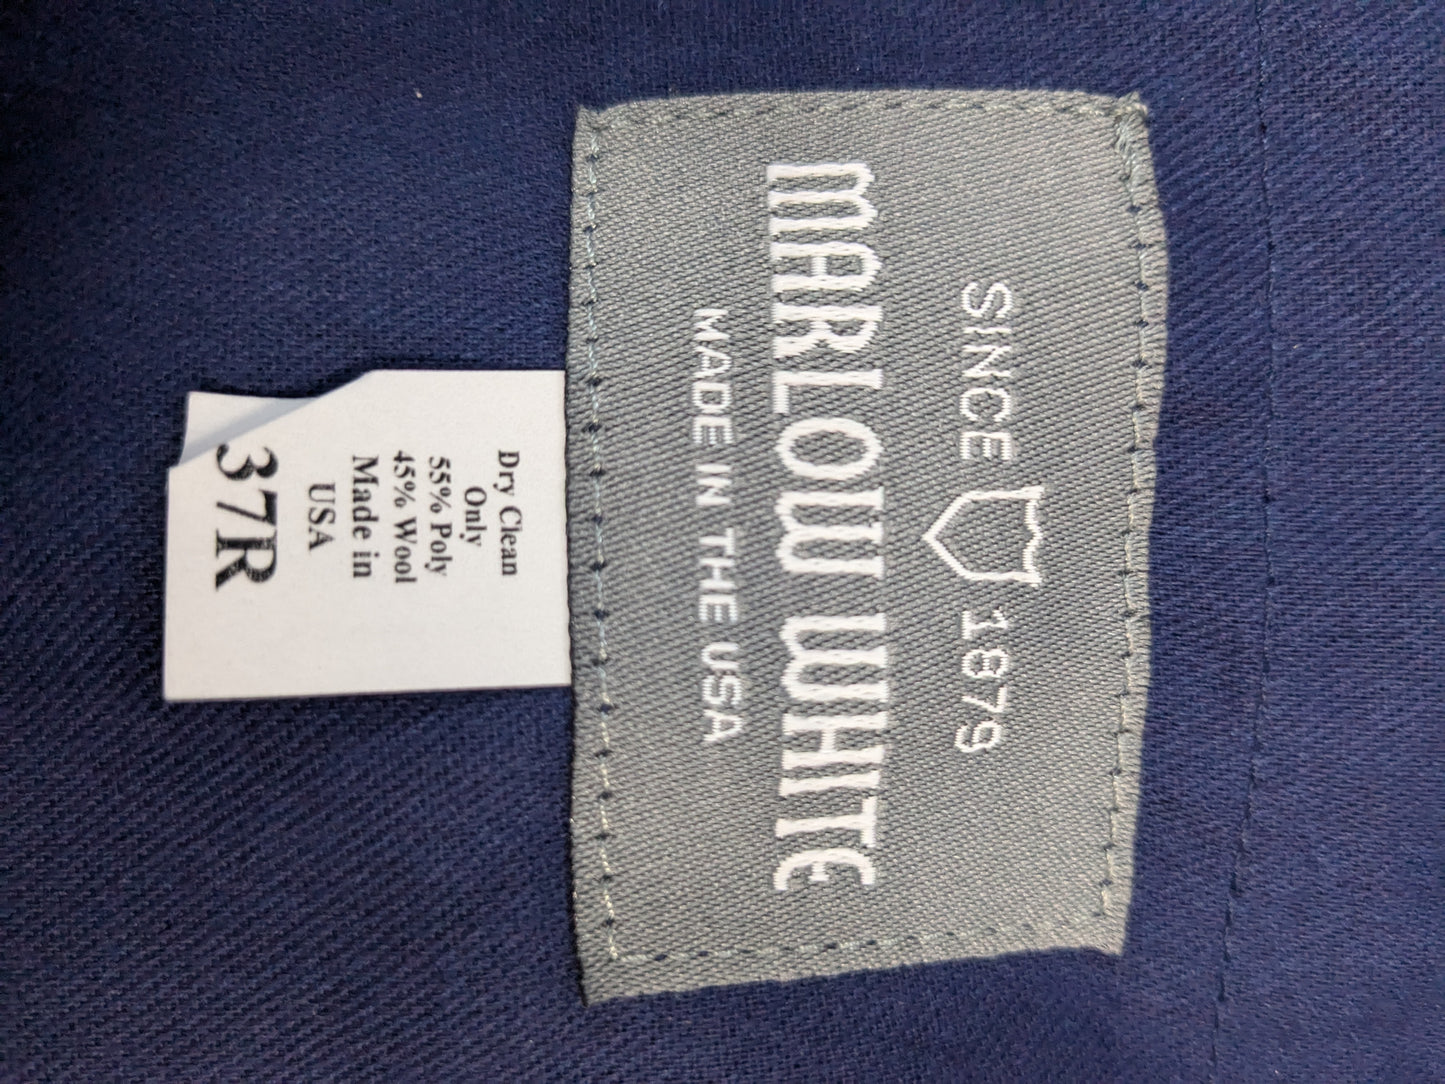 SINCE 1879
MARLOW WHITE
MADE IN THE USA
Dry Clean
Only
55% Poly
45% Wool
Made in
USA
37R